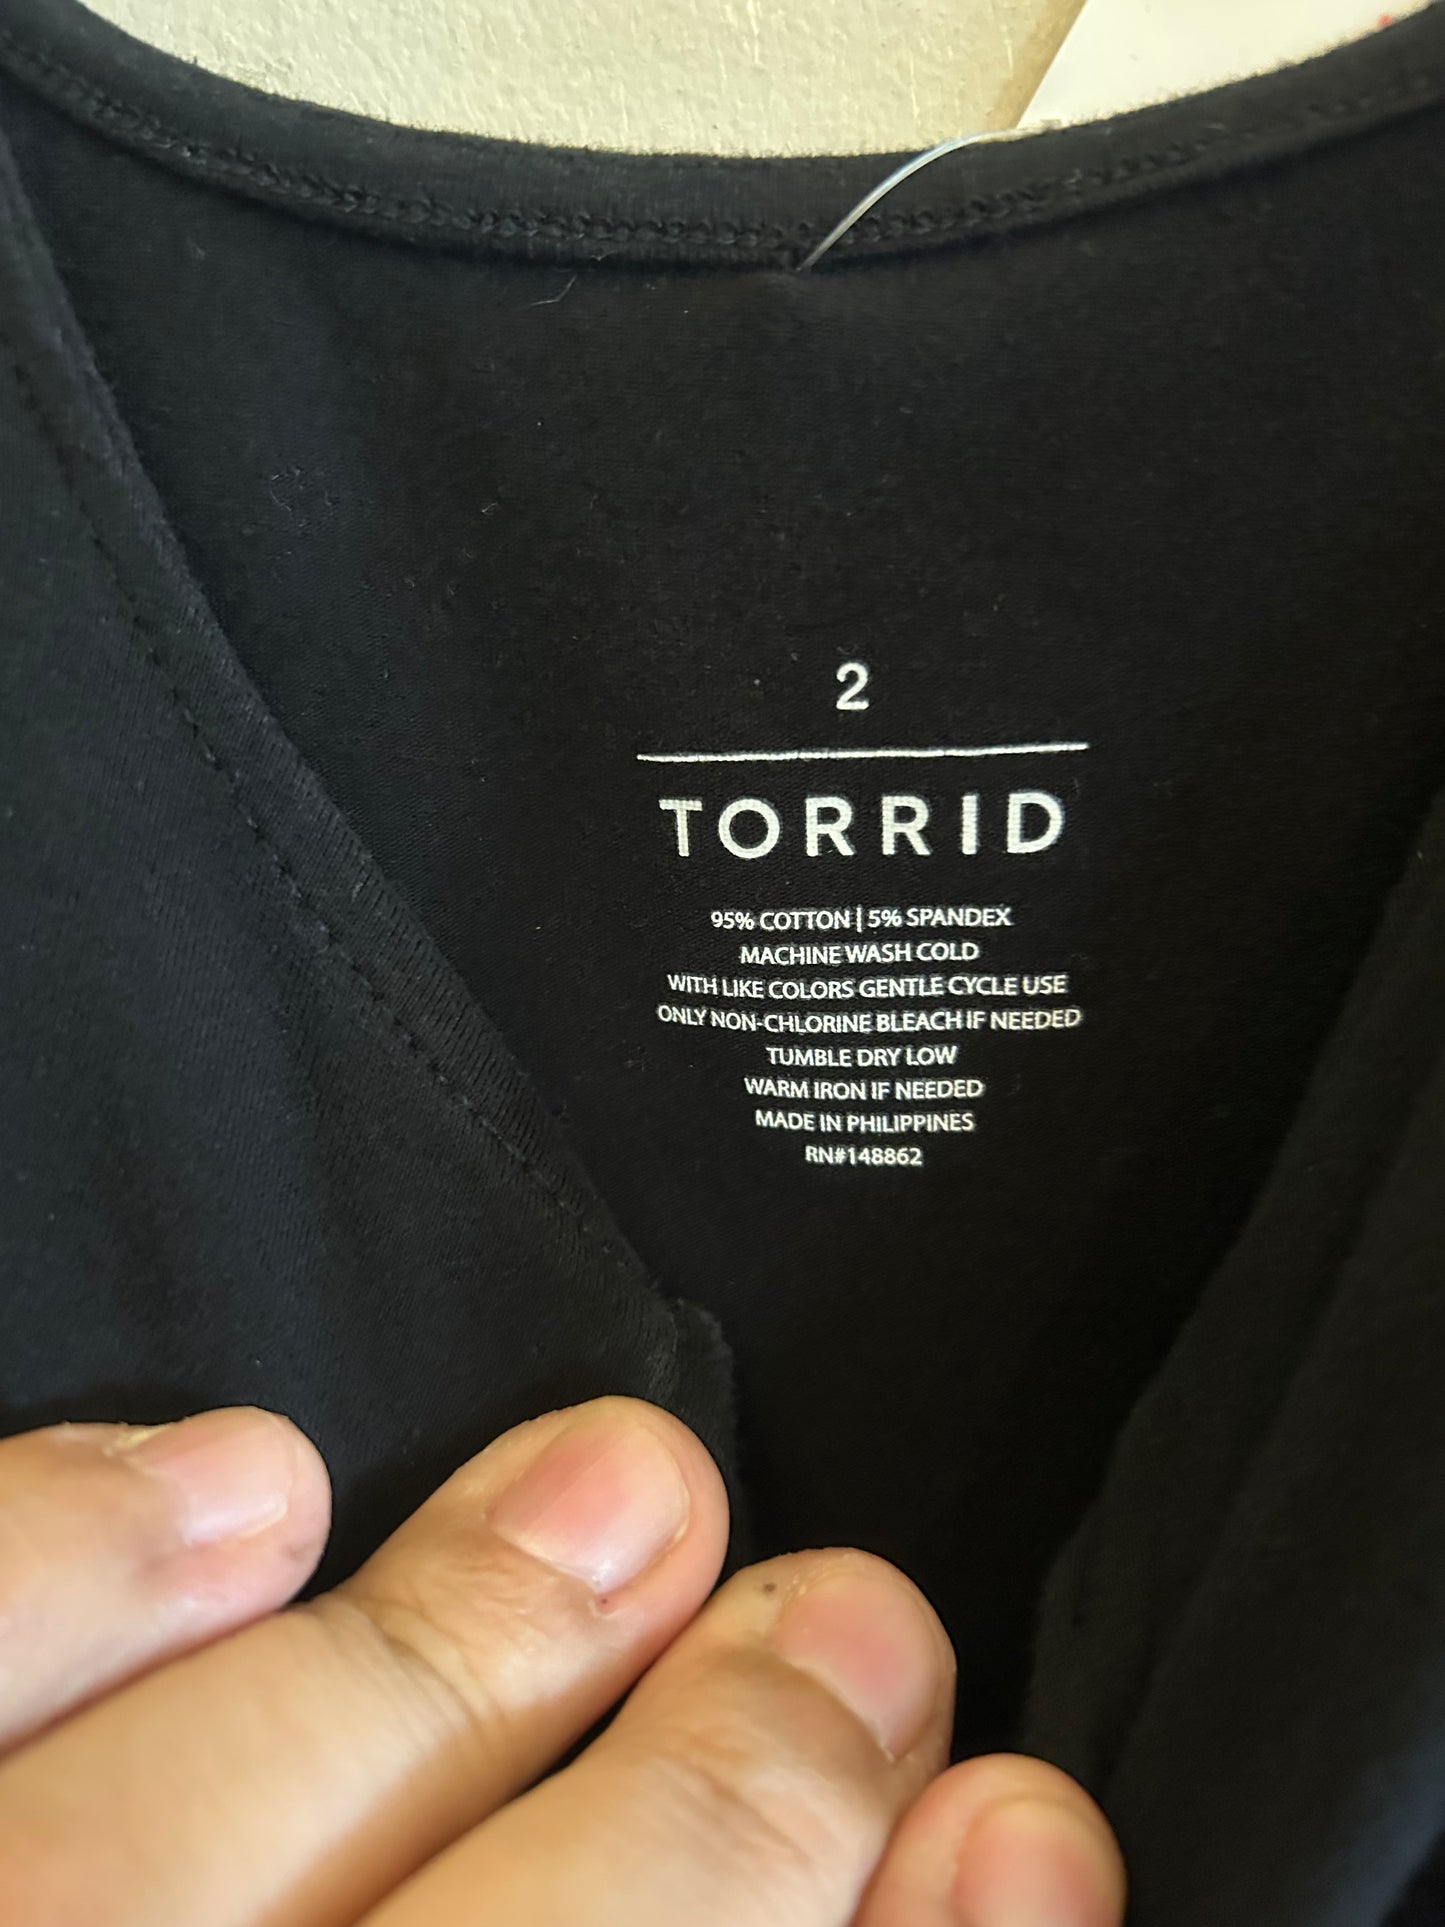 2
TORRID
95% COTTON | 5% SPANDEX
MACHINE WASH COLD
WITH LIKE COLORS GENTLE CYCLE USE
ONLY NON-CHLORINE BLEACH IF NEEDED
TUMBLE DRY LOW
WARM IRON IF NEEDED
MADE IN PHILIPPINES
RN#148862